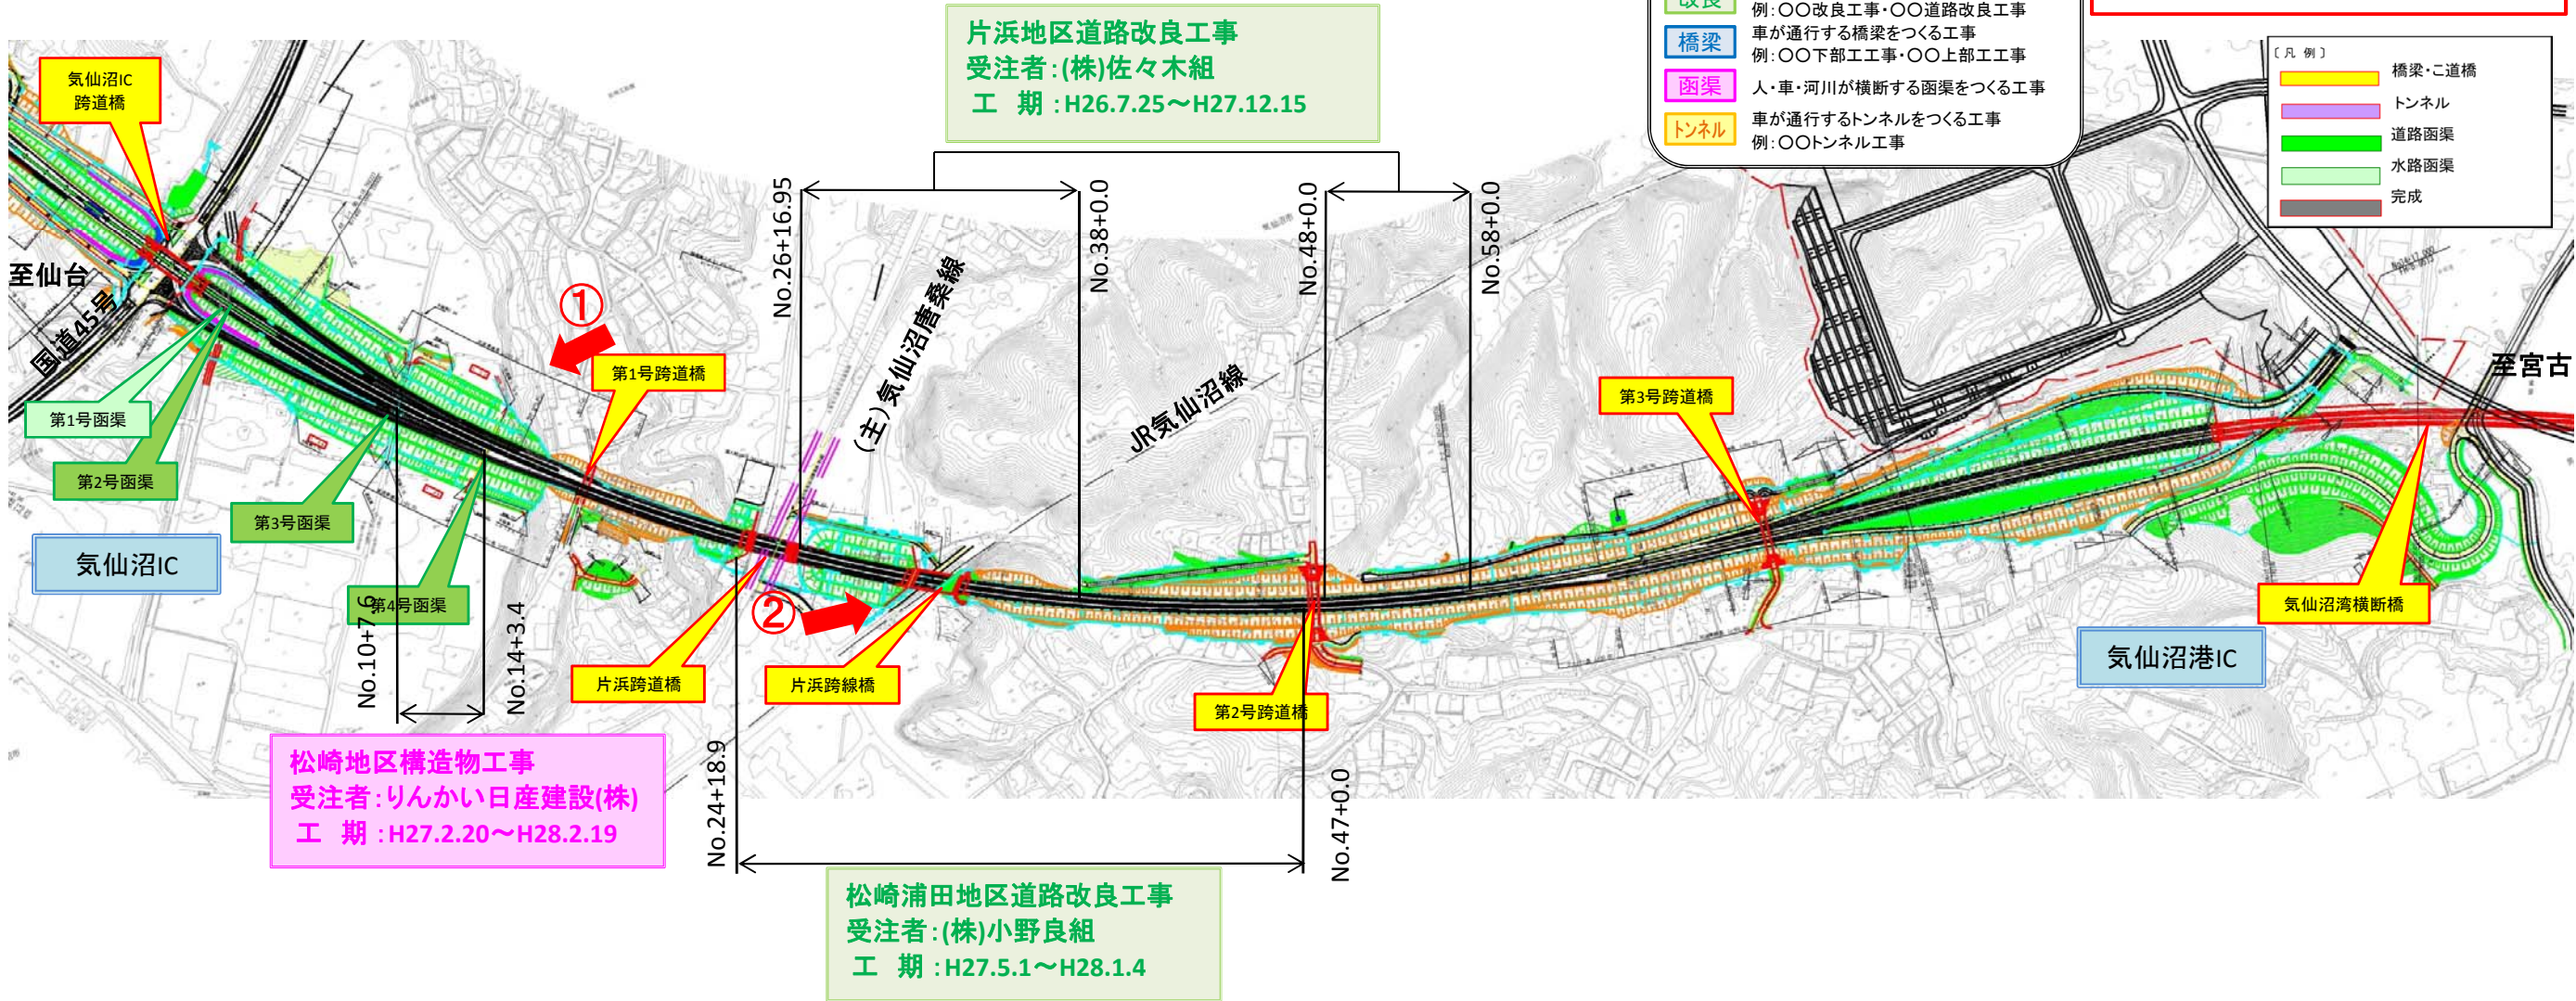 片浜地区道路改良工事
受注者：(株)佐々木組
工　期：H26.7.25～H27.12.15
改良
例：〇〇改良工事・〇〇道路改良工事
橋梁
車が通行する橋梁をつくる工事
例：〇〇下部工工事・〇〇上部工工事
函渠
人・車・河川が横断する函渠をつくる工事
トンネル
車が通行するトンネルをつくる工事
例：〇〇トンネル工事
〔凡例〕
橋梁・こ道橋
トンネル
道路函渠
水路函渠
完成
気仙沼IC
跨道橋
至仙台
国道45号
第1号函渠
第2号函渠
第3号函渠
第4号函渠
気仙沼IC
①
第1号跨道橋
No.26+16.95
(主)気仙沼唐桑線
No.38+0.0
JR気仙沼線
No.48+0.0
No.58+0.0
第3号跨道橋
至宮古
No.10+7.6
No.14+3.4
②
片浜跨道橋
片浜跨線橋
第2号跨道橋
気仙沼湾横断橋
気仙沼港IC
No.24+18.9
No.47+0.0
松崎地区構造物工事
受注者：りんかい日産建設(株)
工　期：H27.2.20～H28.2.19
松崎浦田地区道路改良工事
受注者：(株)小野良組
工　期：H27.5.1～H28.1.4